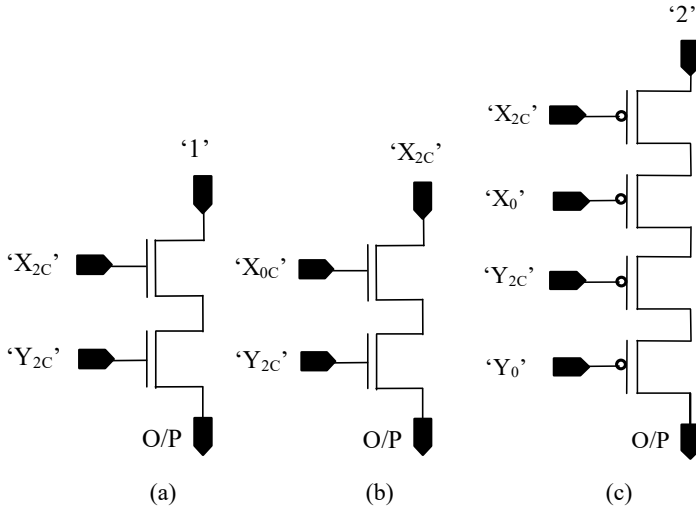 ‘1’
‘X2C’
‘Y2C’
O/P
(a)
‘X2C’
‘X0C’
‘Y2C’
O/P
(b)
‘2’
‘X2C’
‘X0’
‘Y2C’
‘Y0’
O/P
(c)